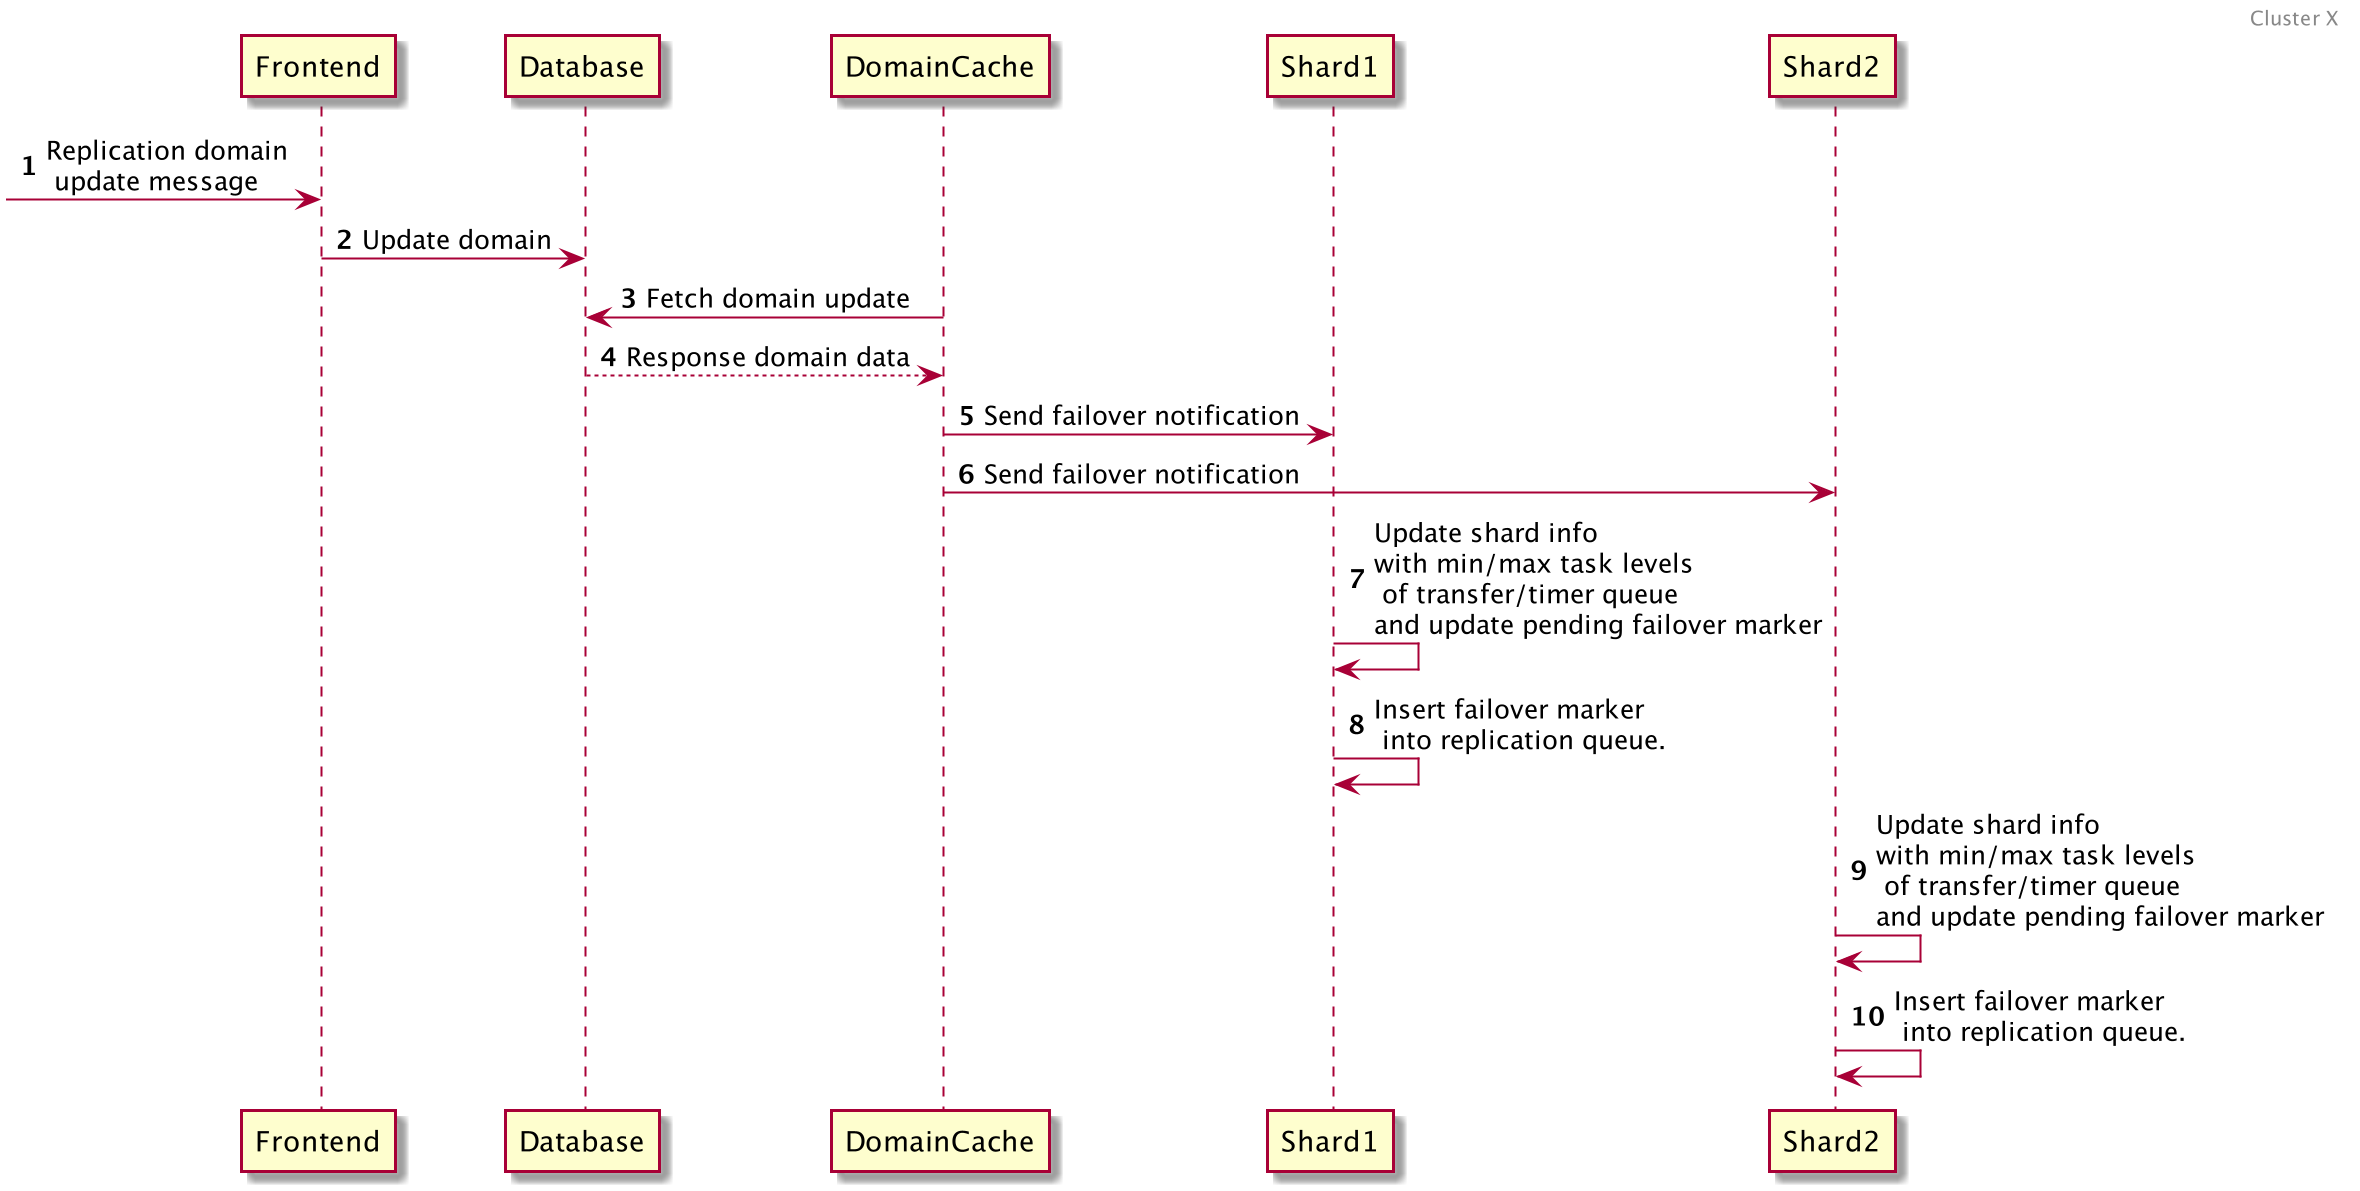 Cluster X
Frontend
Database
DomainCache
Shard1
Shard2
1 Replication domain
update message
2 Update domain
3 Fetch domain update
4 Response domain data
5 Send failover notification
6 Send failover notification
7 Update shard info
with min/max task levels
of transfer/timer queue
and update pending failover marker
8 Insert failover marker
into replication queue.
9 Update shard info
with min/max task levels
of transfer/timer queue
and update pending failover marker
10 Insert failover marker
into replication queue.
Frontend
Database
DomainCache
Shard1
Shard2